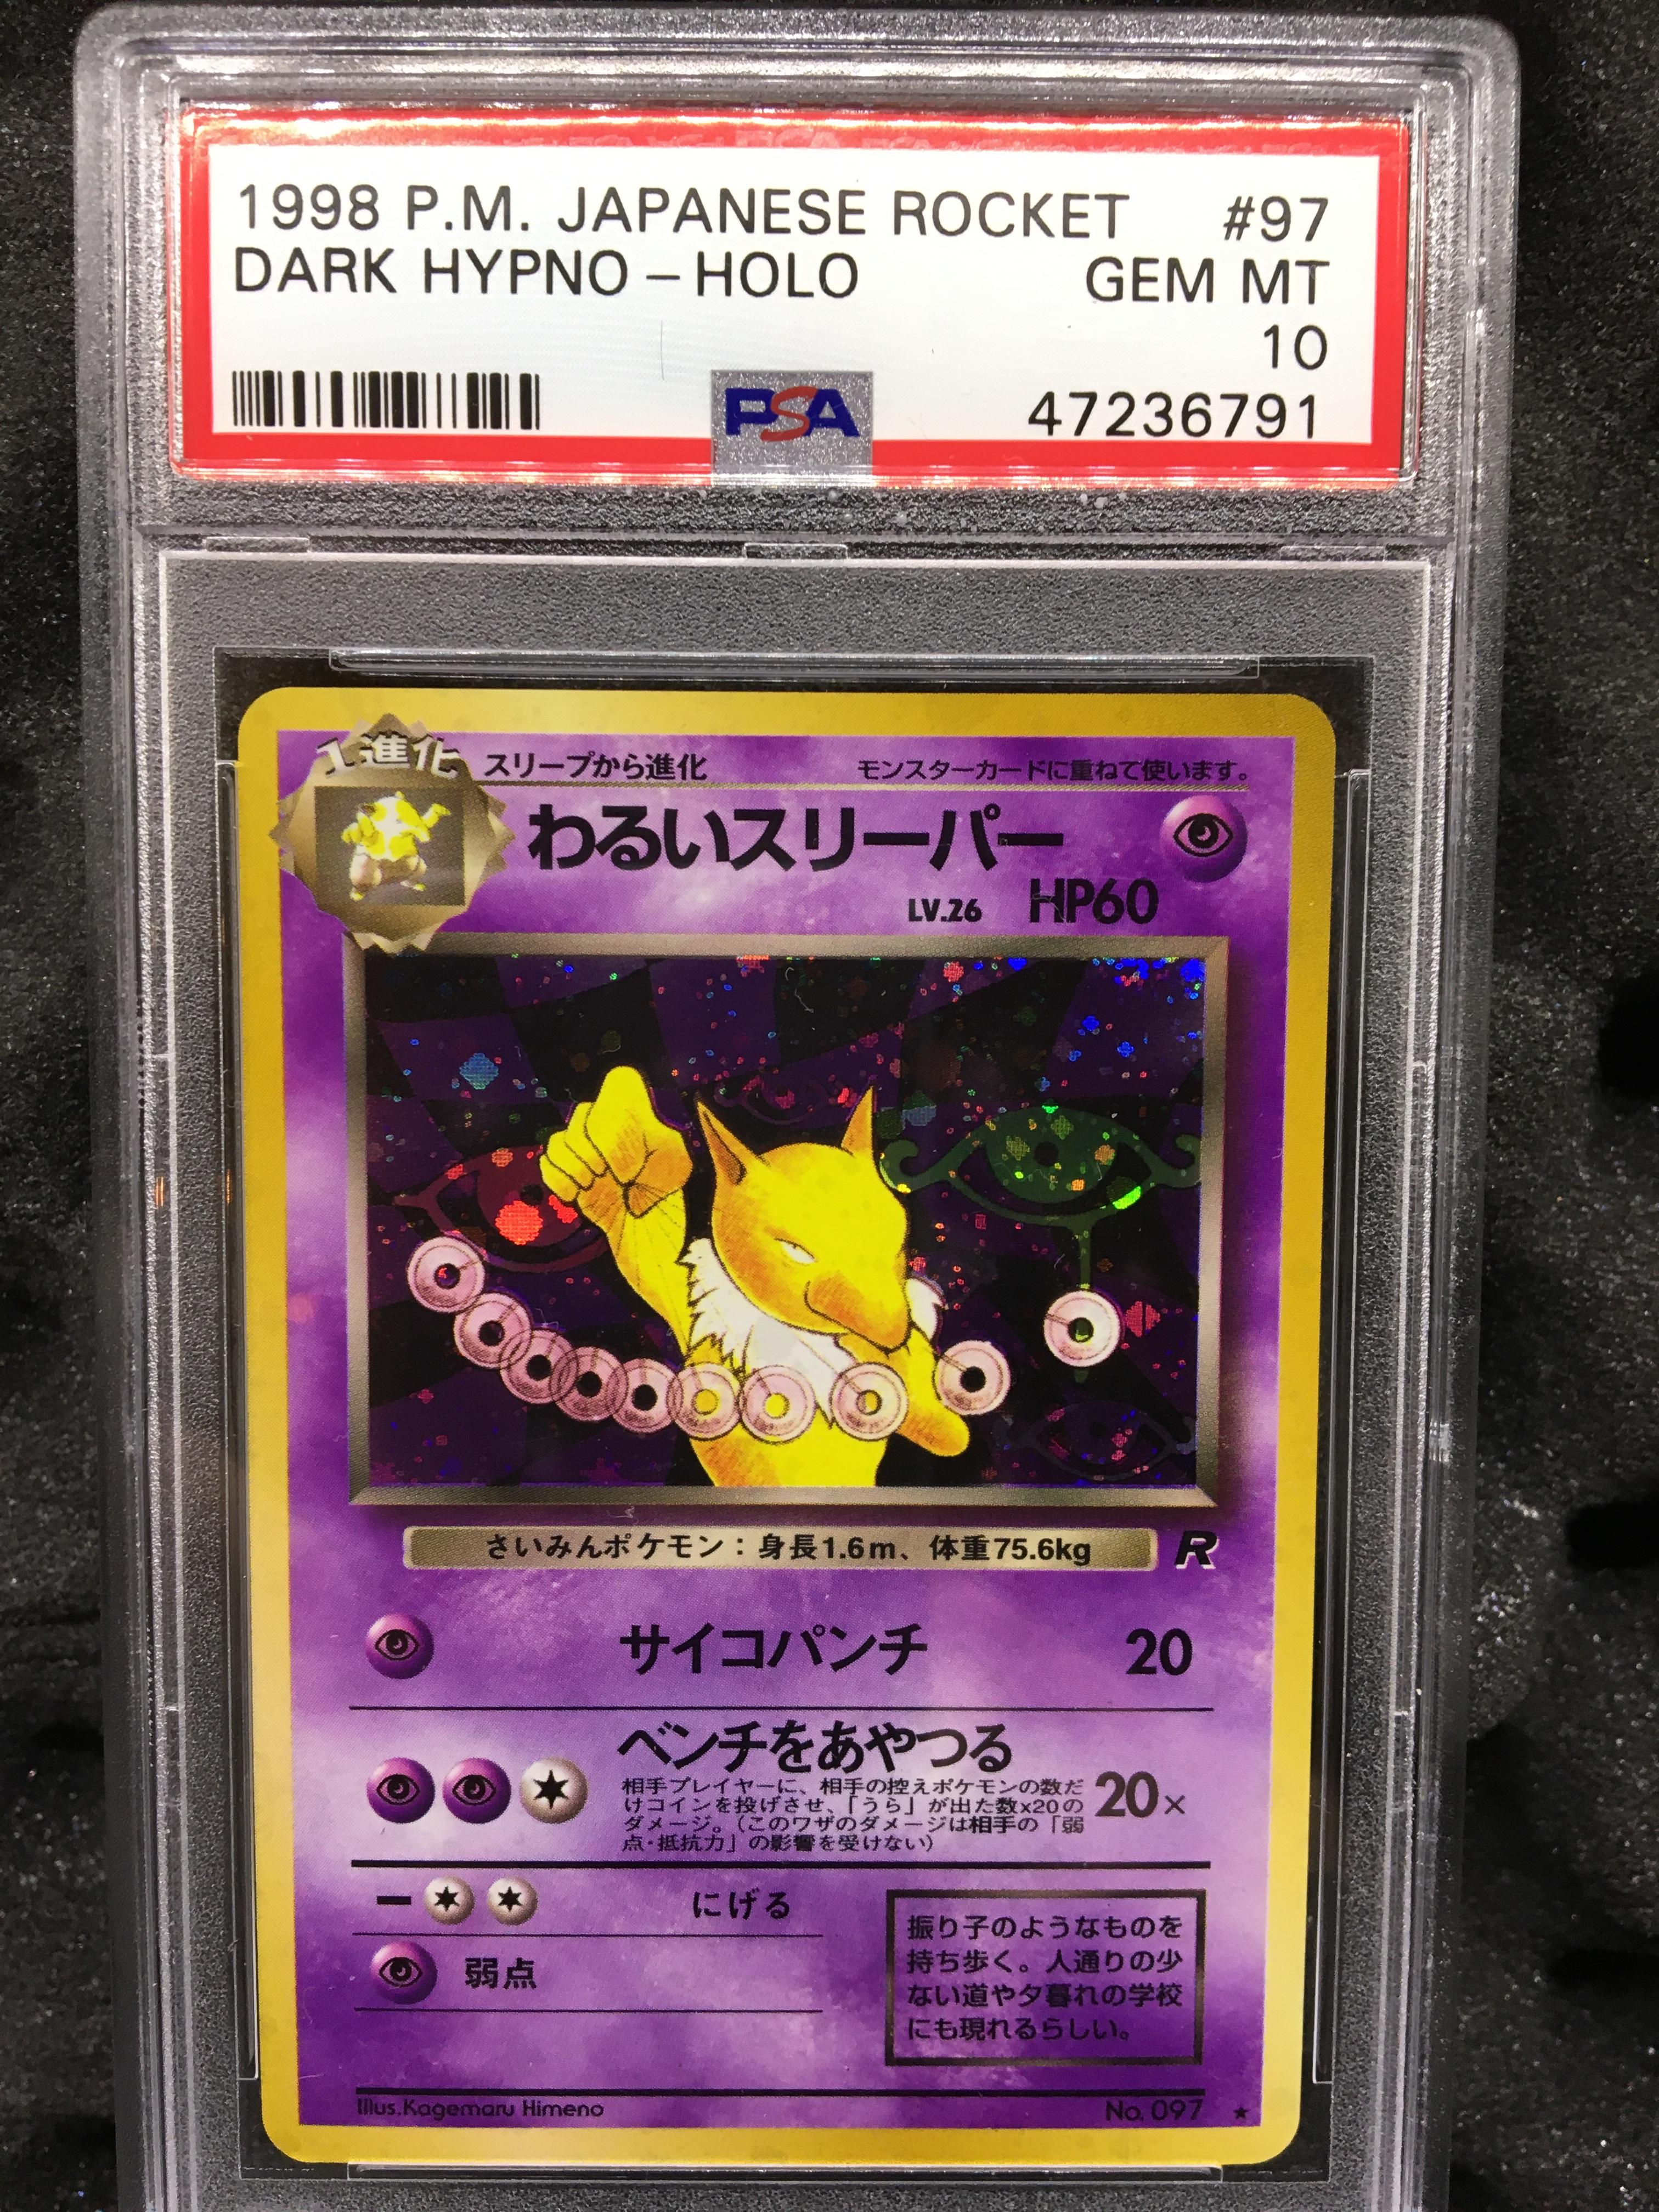 1998 P.M. JAPANESE ROCKET #97
DARK HYPNO – HOLO GEM MT
10
PSA 47236791
1進化 スリープから進化 モンスターカードに重ねて使います。
わるいスリーパー
LV.26 HP60
さいみんポケモン：身長1.6m、体重75.6kg R
サイコパンチ 20
ベンチをあやつる
相手プレイヤーに、相手の控えポケモンの数だ
けコインを投げさせ、「うら」が出た数x20の
ダメージ。（このワザのダメージは相手の「弱
点・抵抗力」の影響を受けない）
20×
にげる
弱点
振り子のようなものを
持ち歩く。人通りの少
ない道や夕暮れの学校
にも現れるらしい。
Illus.Kagemaru Himeno No. 097 ★